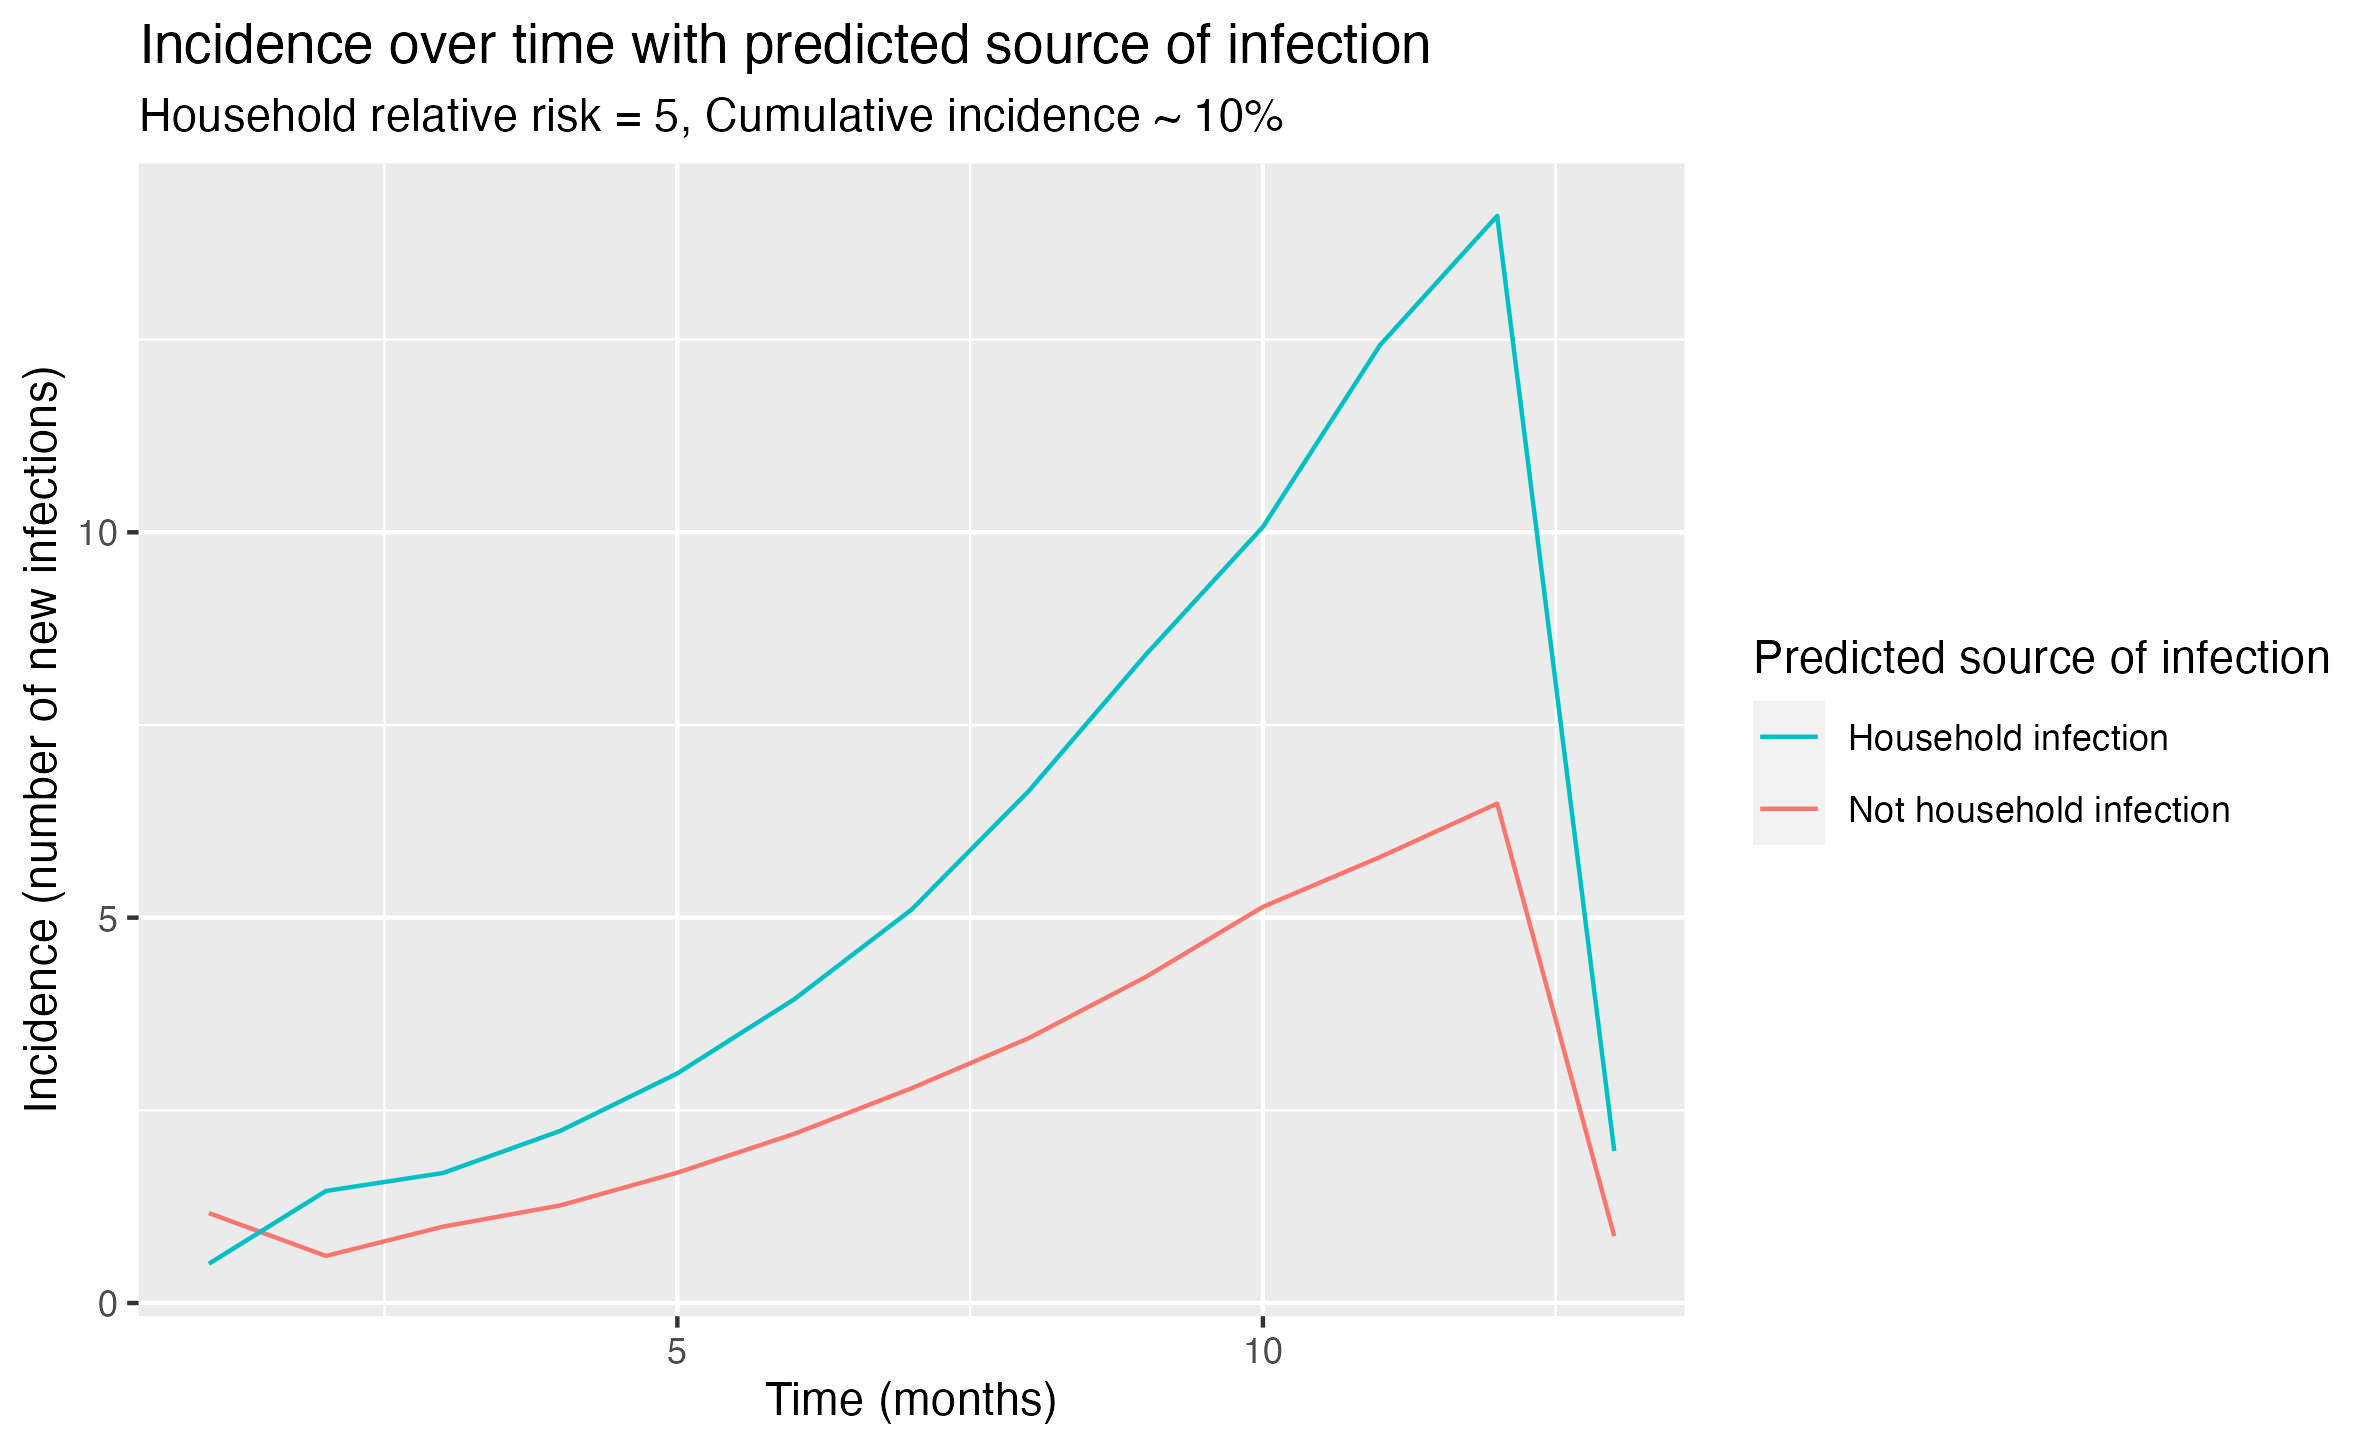 Incidence over time with predicted source of infection
Household relative risk = 5, Cumulative incidence ~ 10%
Incidence (number of new infections)
10
5
0
5
10
Time (months)
Predicted source of infection
Household infection
Not household infection